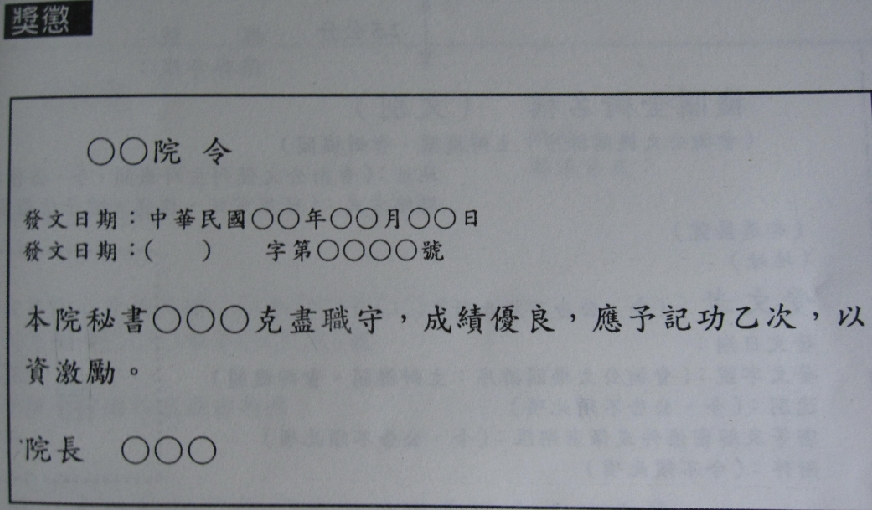 獎懲
○○院 令
發文日期：中華民國○○年○○月○○日
發文日期：(　　)　　字第○○○○號
本院秘書○○○克盡職守，成績優良，應予記功乙次，以
資激勵。
院長　○○○